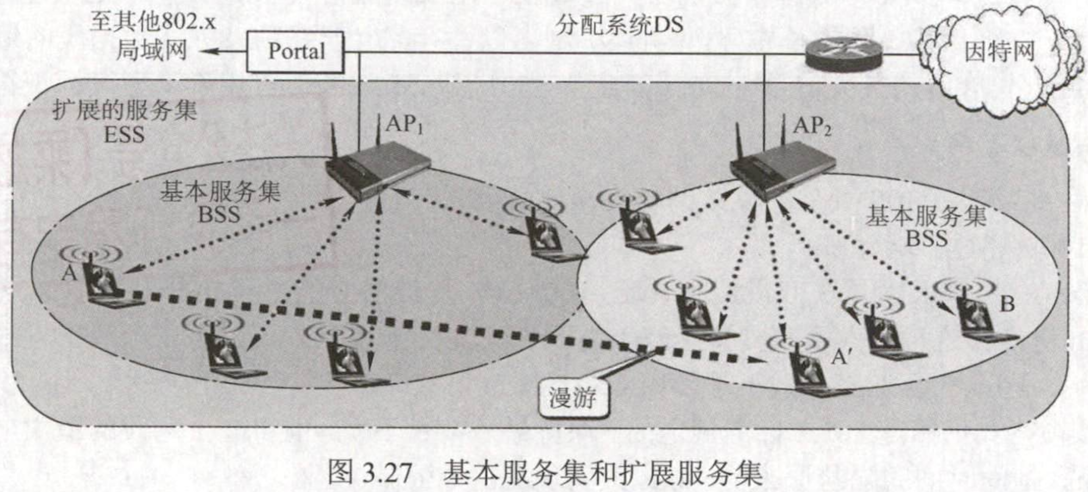 至其他802.x
局域网
Portal
分配系统DS
因特网
扩展的服务集
ESS
AP₁
AP₂
基本服务集
BSS
基本服务集
BSS
A
B
A′
漫游
图 3.27 基本服务集和扩展服务集